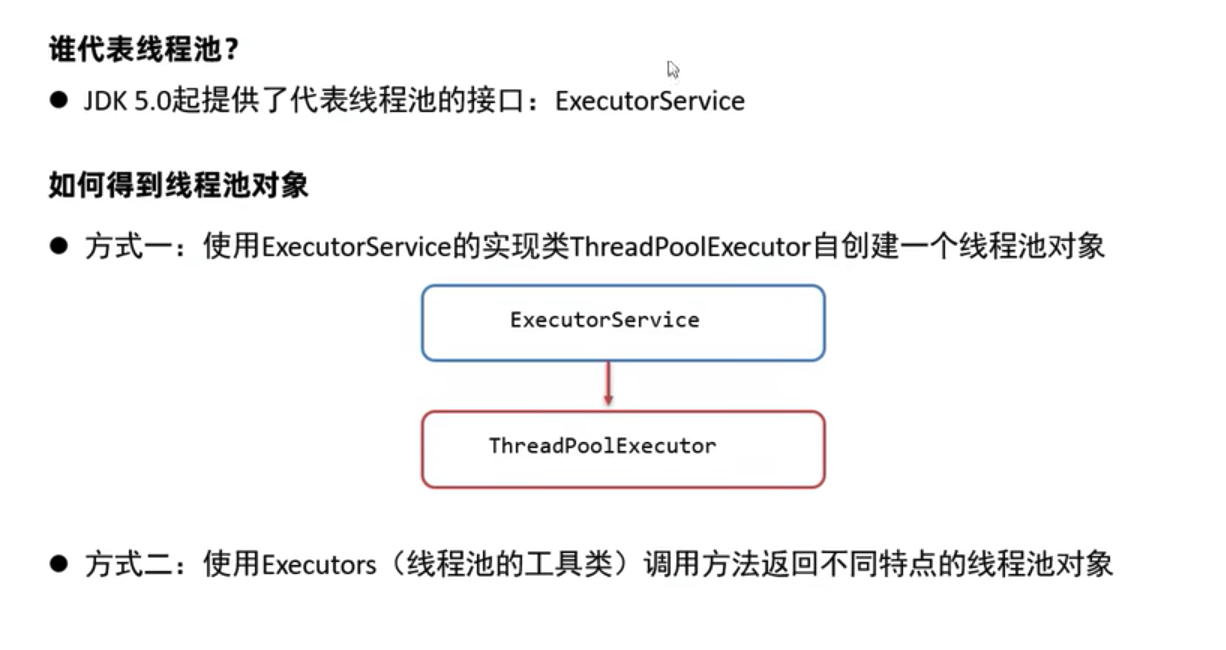 谁代表线程池？
● JDK 5.0起提供了代表线程池的接口：ExecutorService
如何得到线程池对象
● 方式一：使用ExecutorService的实现类ThreadPoolExecutor自创建一个线程池对象
ExecutorService
ThreadPoolExecutor
● 方式二：使用Executors（线程池的工具类）调用方法返回不同特点的线程池对象